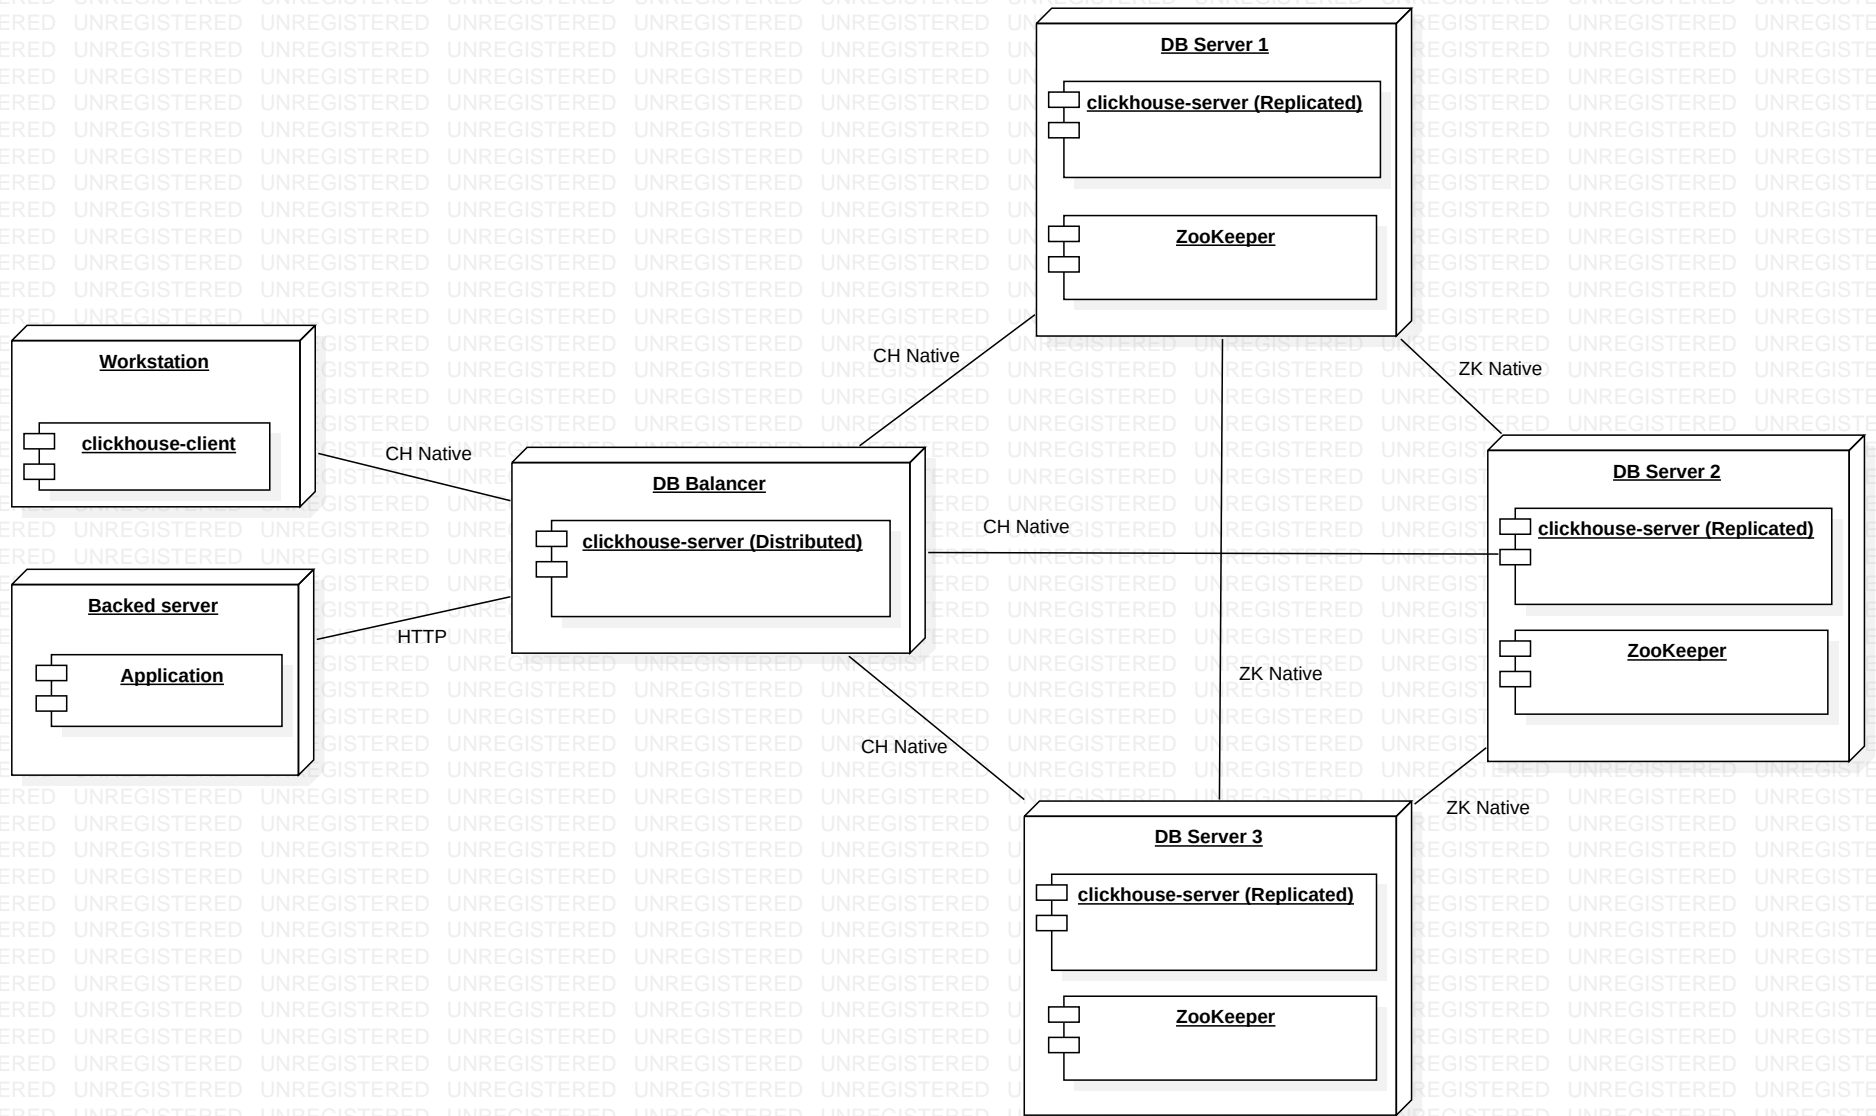 DB Server 1
clickhouse-server (Replicated)
ZooKeeper
Workstation
clickhouse-client
CH Native
CH Native
ZK Native
DB Balancer
clickhouse-server (Distributed)
CH Native
DB Server 2
clickhouse-server (Replicated)
ZooKeeper
Backed server
Application
HTTP
ZK Native
CH Native
ZK Native
DB Server 3
clickhouse-server (Replicated)
ZooKeeper
UNREGISTERED